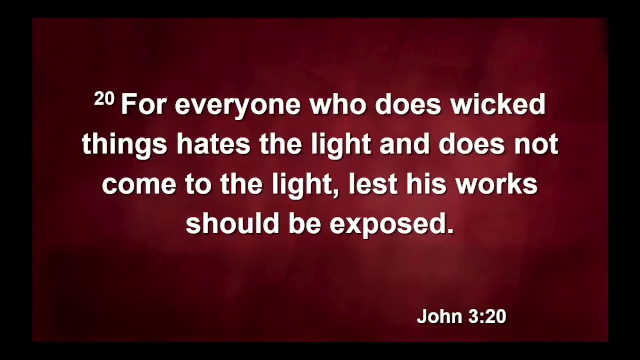 20 For everyone who does wicked
things hates the light and does not
come to the light, lest his works
should be exposed.
John 3:20